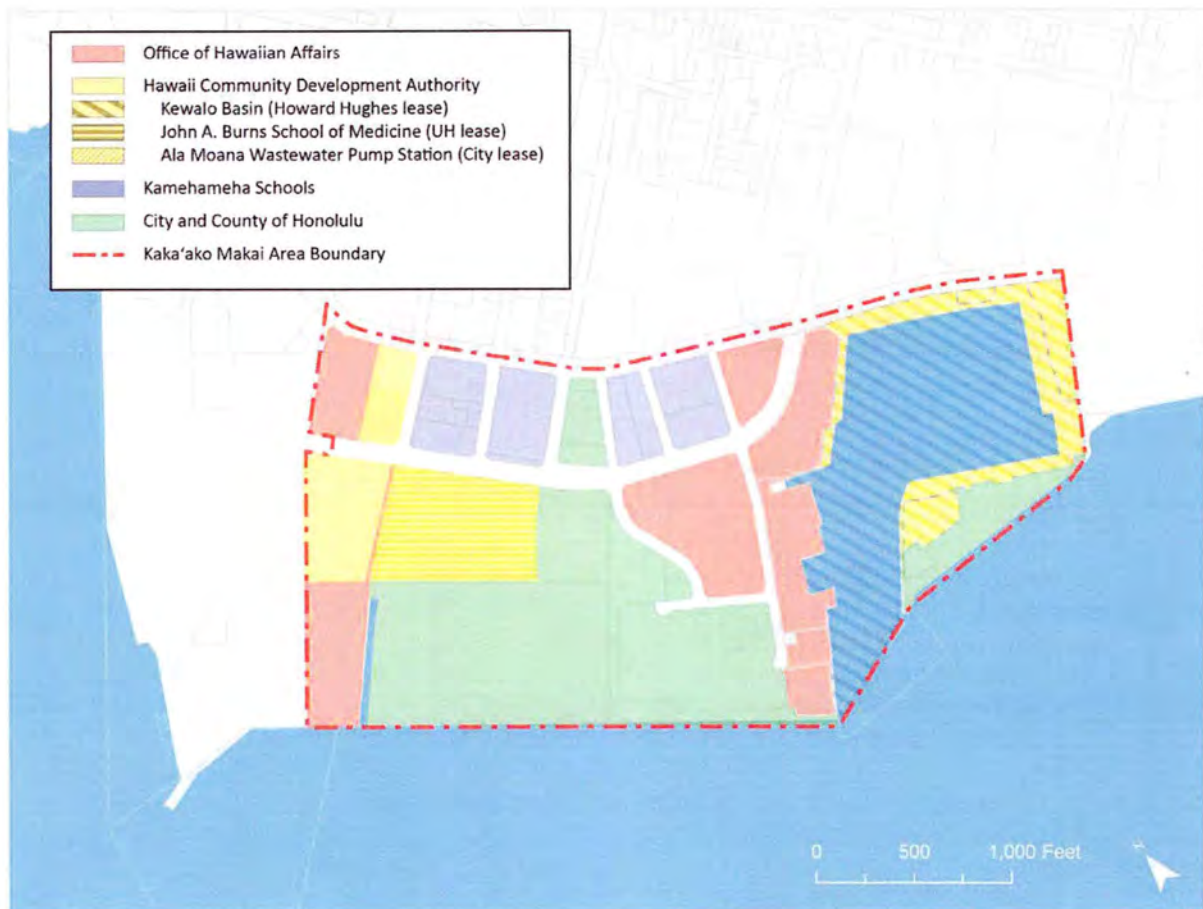 Office of Hawaiian Affairs
Hawaii Community Development Authority
Kewalo Basin (Howard Hughes lease)
John A. Burns School of Medicine (UH lease)
Ala Moana Wastewater Pump Station (City lease)
Kamehameha Schools
City and County of Honolulu
Kaka‘ako Makai Area Boundary
0 500 1,000 Feet